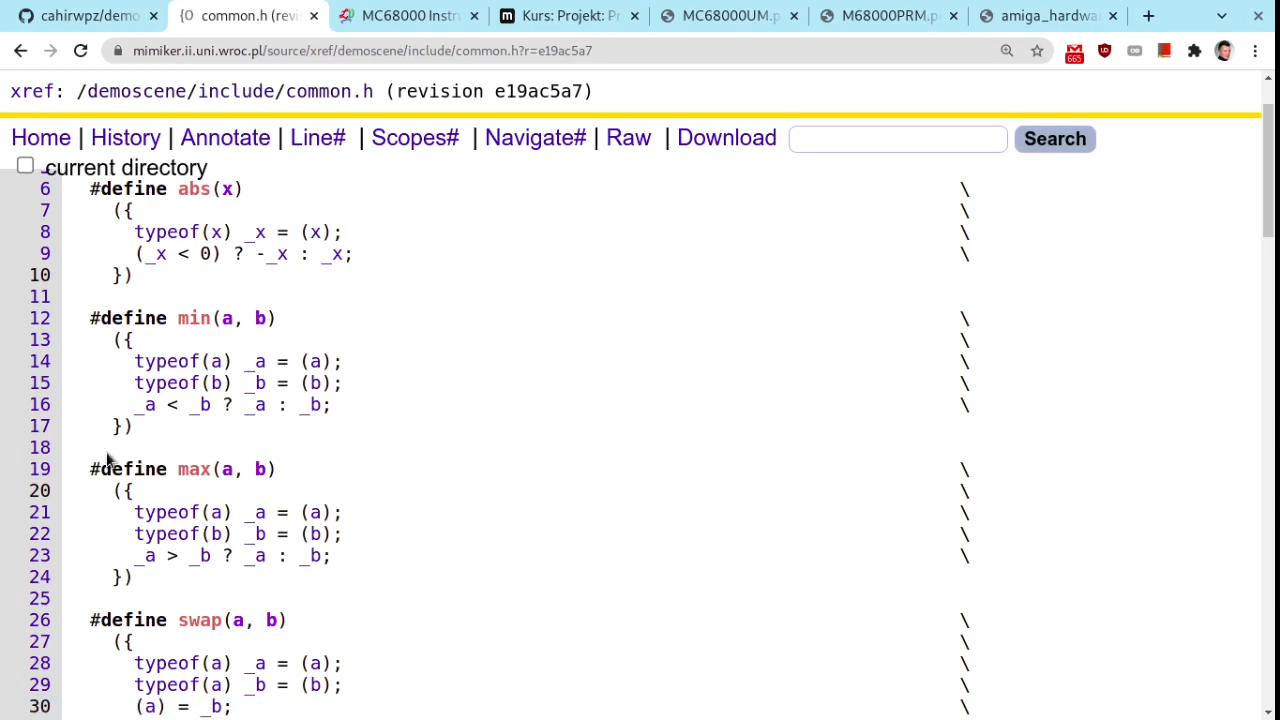 cahirwpz/demo
{O common.h (revi
MC68000 Instru
Kurs: Projekt: Pr
MC68000UM.p
M68000PRM.p
amiga_hardwa
mimiker.ii.uni.wroc.pl/source/xref/demoscene/include/common.h?r=e19ac5a7
665
xref: /demoscene/include/common.h (revision e19ac5a7)
Home | History | Annotate | Line# | Scopes# | Navigate# | Raw | Download Search
current directory
6 #define abs(x) \
7 ({ \
8 typeof(x) _x = (x); \
9 (_x < 0) ? -_x : _x; \
10 })
11
12 #define min(a, b) \
13 ({ \
14 typeof(a) _a = (a); \
15 typeof(b) _b = (b); \
16 _a < _b ? _a : _b; \
17 })
18
19 #define max(a, b) \
20 ({ \
21 typeof(a) _a = (a); \
22 typeof(b) _b = (b); \
23 _a > _b ? _a : _b; \
24 })
25
26 #define swap(a, b) \
27 ({ \
28 typeof(a) _a = (a); \
29 typeof(a) _b = (b); \
30 (a) = _b; \